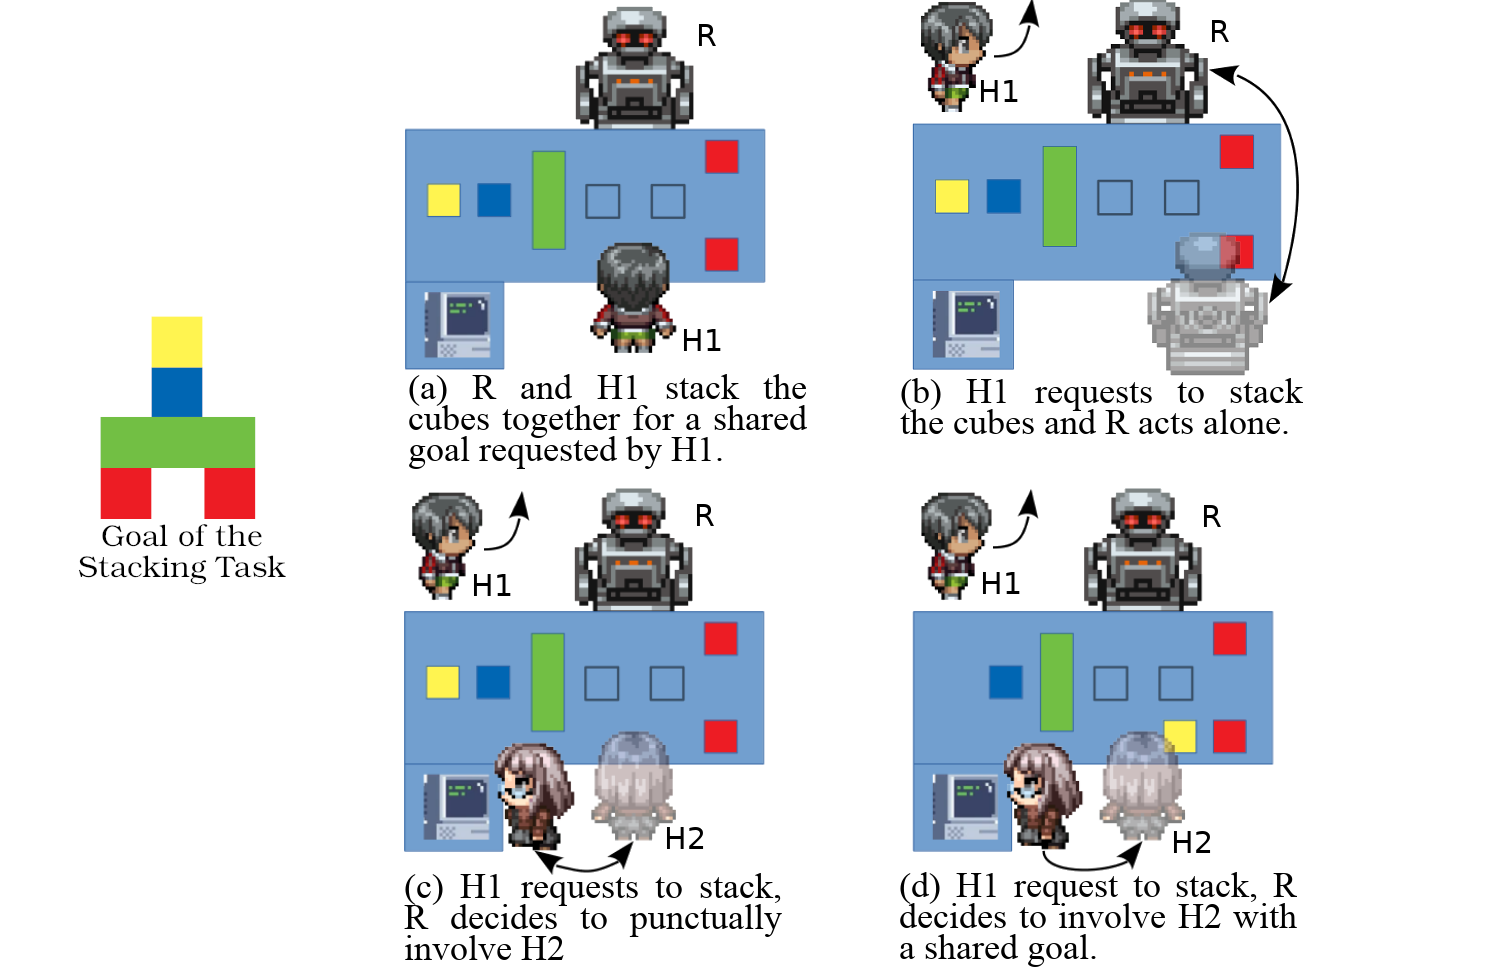 R
H1
(a) R and H1 stack the
cubes together for a shared
goal requested by H1.
H1
R
(b) H1 requests to stack
the cubes and R acts alone.
Goal of the
Stacking Task
H1
R
H2
(c) H1 requests to stack,
R decides to punctually
involve H2
H1
R
H2
(d) H1 request to stack, R
decides to involve H2 with
a shared goal.